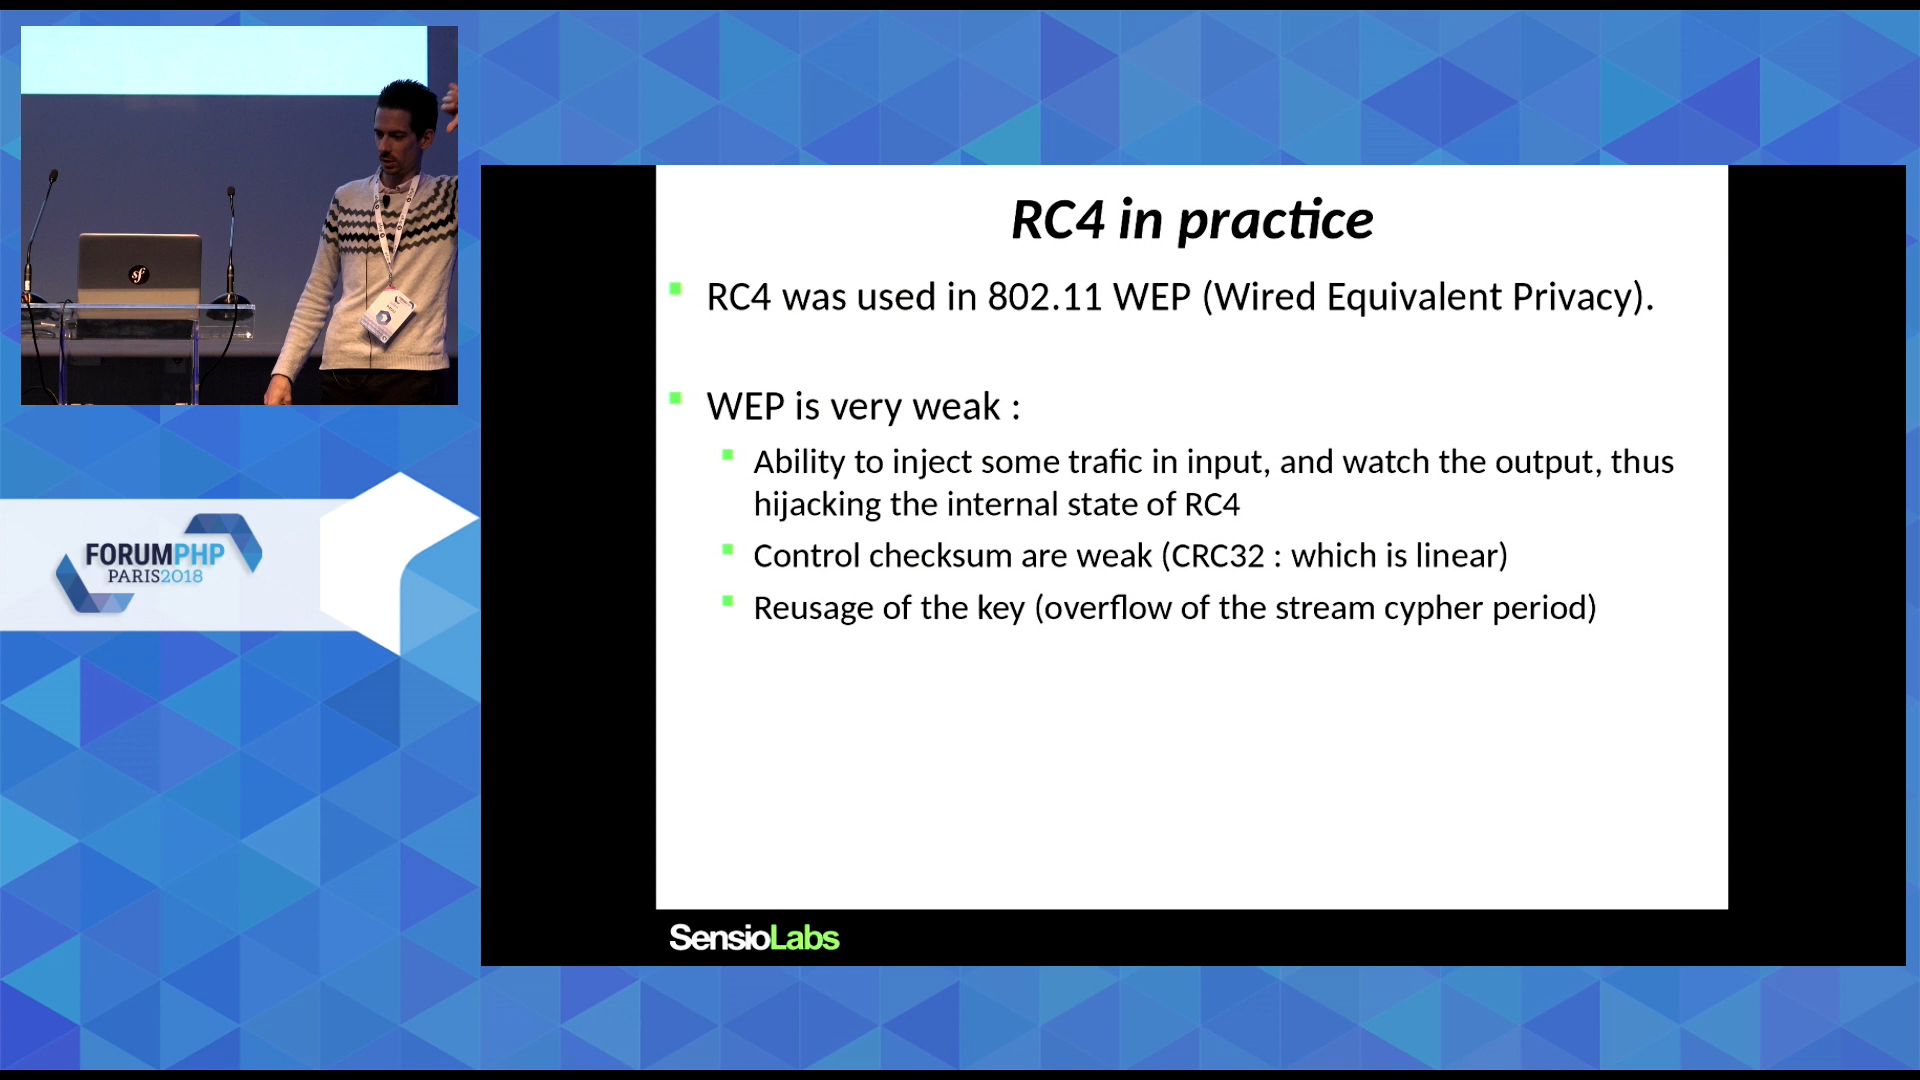 RC4 in practice
RC4 was used in 802.11 WEP (Wired Equivalent Privacy).
WEP is very weak :
Ability to inject some trafic in input, and watch the output, thus
hijacking the internal state of RC4
Control checksum are weak (CRC32 : which is linear)
Reusage of the key (overflow of the stream cypher period)
SensioLabs
FORUMPHP
PARIS2018
sf